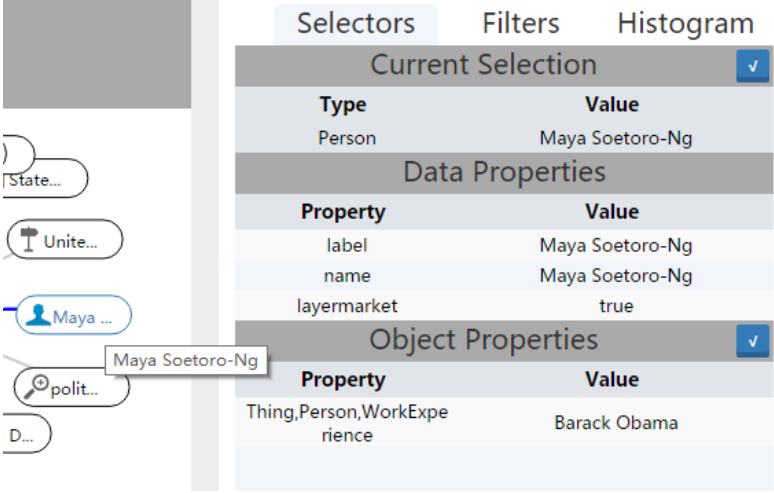 Selectors Filters Histogram
Current Selection √
Type Value
Person Maya Soetoro-Ng
Data Properties
Property Value
label Maya Soetoro-Ng
name Maya Soetoro-Ng
layermarket true
Object Properties √
Property Value
Thing,Person,WorkExpe
rience
Barack Obama
)
State...
Unite...
Maya ...
Maya Soetoro-Ng
polit...
D...